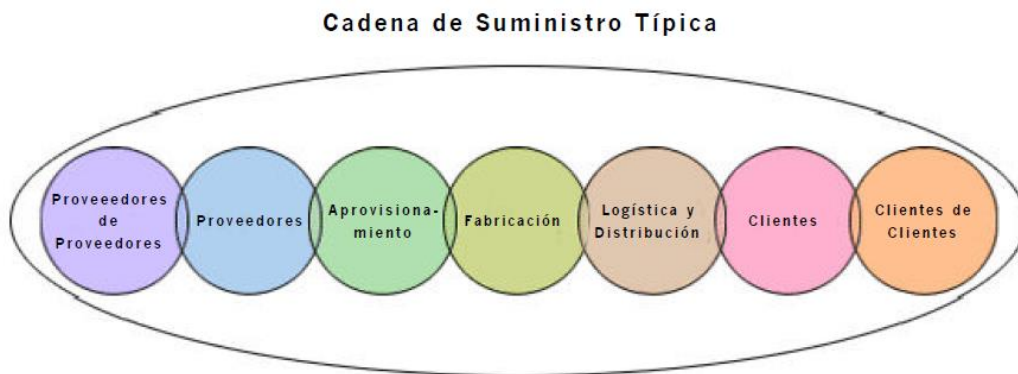 Cadena de Suministro Típica
Proveeedores
de
Proveedores
Proveedores
Aprovisiona-
miento
Fabricación
Logística y
Distribución
Clientes
Clientes de
Clientes